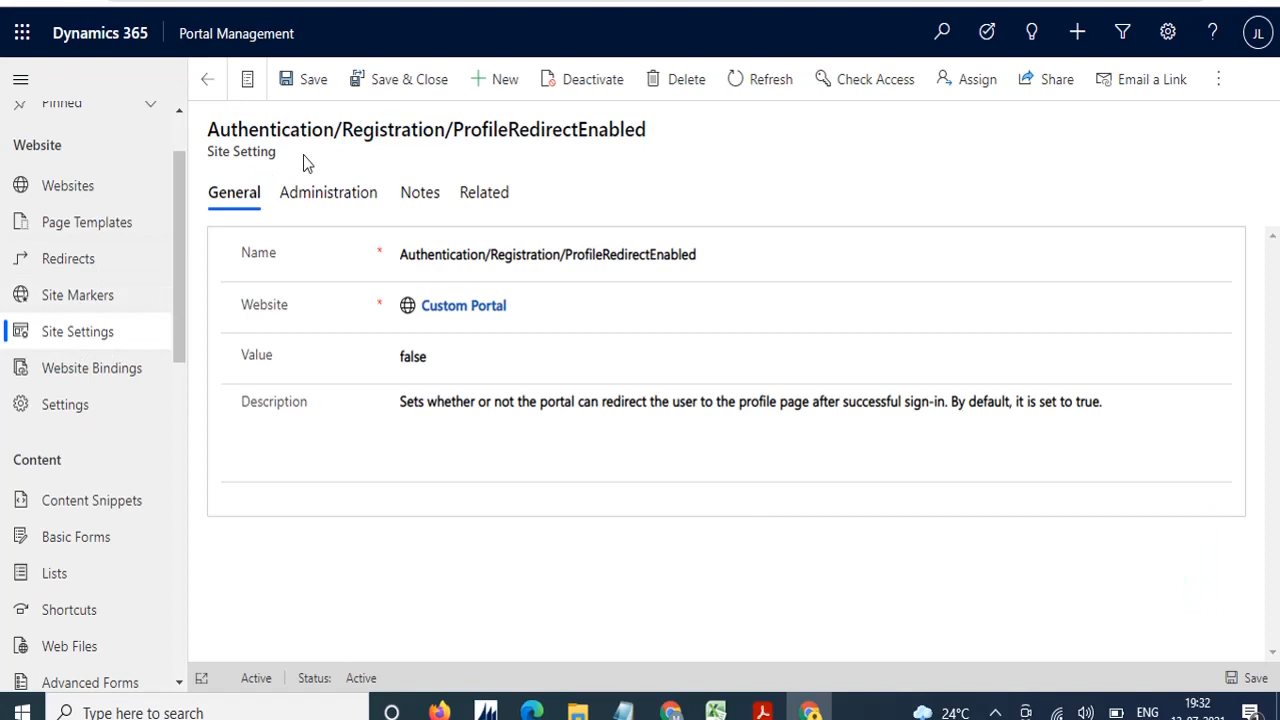 Dynamics 365 Portal Management JL
Save Save & Close New Deactivate Delete Refresh Check Access Assign Share Email a Link
Pinned
Website
Websites
Page Templates
Redirects
Site Markers
Site Settings
Website Bindings
Settings
Content
Content Snippets
Basic Forms
Lists
Shortcuts
Web Files
Advanced Forms
Authentication/Registration/ProfileRedirectEnabled
Site Setting
General Administration Notes Related
Name * Authentication/Registration/ProfileRedirectEnabled
Website * Custom Portal
Value false
Description Sets whether or not the portal can redirect the user to the profile page after successful sign-in. By default, it is set to true.
Active Status: Active Save
Type here to search 24°C ENG 19:32